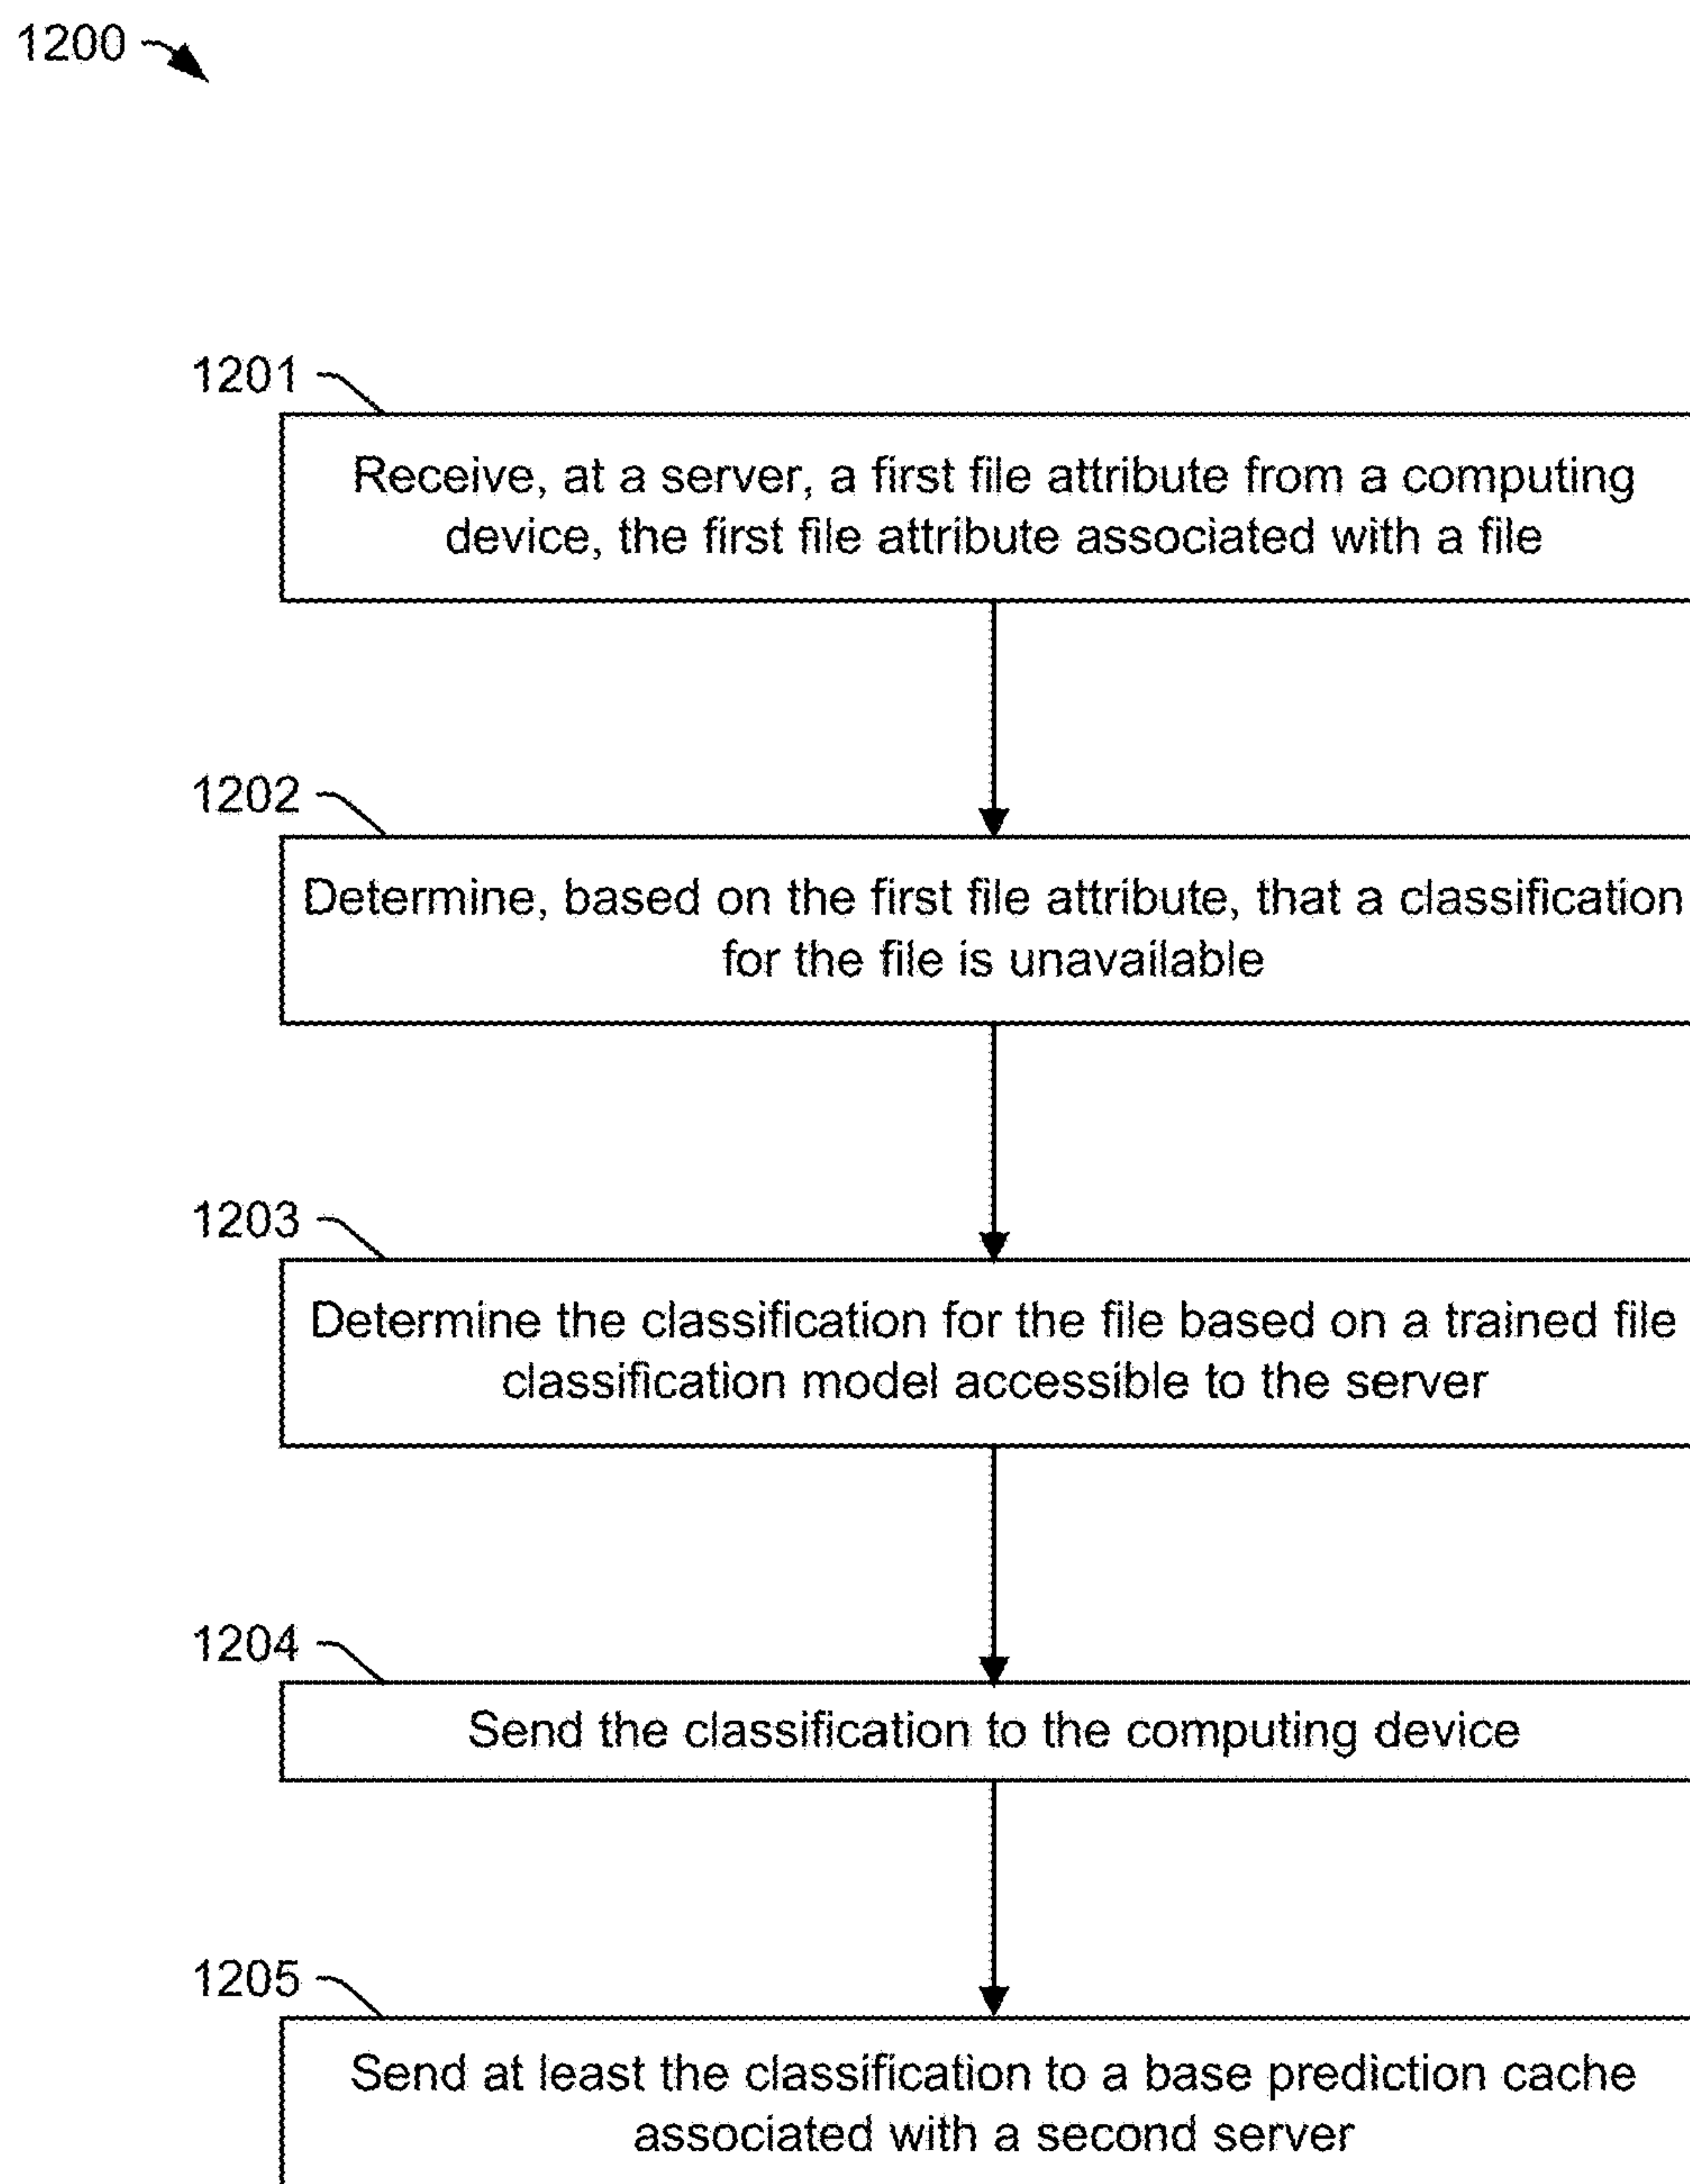 1200
1201
Receive, at a server, a first file attribute from a computing
device, the first file attribute associated with a file
1202
Determine, based on the first file attribute, that a classification
for the file is unavailable
1203
Determine the classification for the file based on a trained file
classification model accessible to the server
1204
Send the classification to the computing device
1205
Send at least the classification to a base prediction cache
associated with a second server